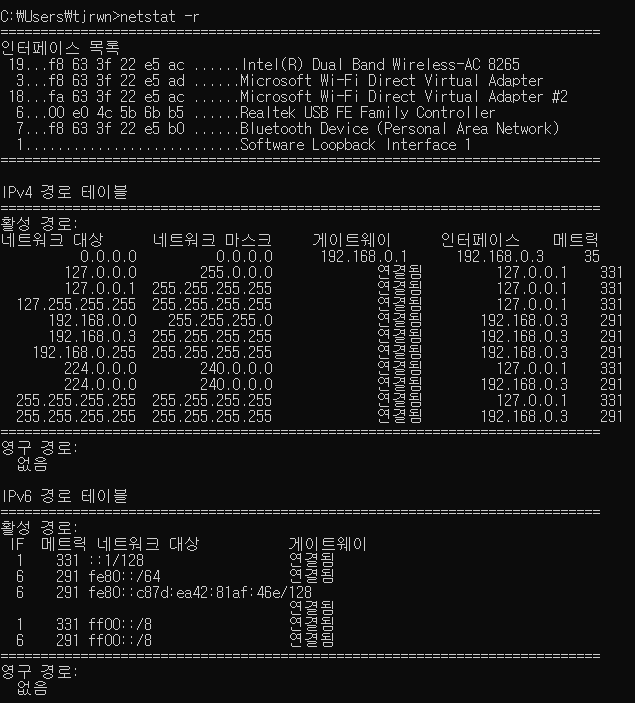 C:\Users\tjrwn>netstat -r
===========================================================================
인터페이스 목록
 19...f8 63 3f 22 e5 ac ......Intel(R) Dual Band Wireless-AC 8265
  3...f8 63 3f 22 e5 ad ......Microsoft Wi-Fi Direct Virtual Adapter
 18...fa 63 3f 22 e5 ac ......Microsoft Wi-Fi Direct Virtual Adapter #2
  6...00 e0 4c 5b 6b b5 ......Realtek USB FE Family Controller
  7...f8 63 3f 22 e5 b0 ......Bluetooth Device (Personal Area Network)
  1...........................Software Loopback Interface 1
===========================================================================
IPv4 경로 테이블
===========================================================================
활성 경로:
네트워크 대상 네트워크 마스크 게이트웨이 인터페이스 메트릭
0.0.0.0 0.0.0.0 192.168.0.1 192.168.0.3 35
127.0.0.0 255.0.0.0 연결됨 127.0.0.1 331
127.0.0.1 255.255.255.255 연결됨 127.0.0.1 331
127.255.255.255 255.255.255.255 연결됨 127.0.0.1 331
192.168.0.0 255.255.255.0 연결됨 192.168.0.3 291
192.168.0.3 255.255.255.255 연결됨 192.168.0.3 291
192.168.0.255 255.255.255.255 연결됨 192.168.0.3 291
224.0.0.0 240.0.0.0 연결됨 127.0.0.1 331
224.0.0.0 240.0.0.0 연결됨 192.168.0.3 291
255.255.255.255 255.255.255.255 연결됨 127.0.0.1 331
255.255.255.255 255.255.255.255 연결됨 192.168.0.3 291
===========================================================================
영구 경로:
없음
IPv6 경로 테이블
===========================================================================
활성 경로:
IF 메트릭 네트워크 대상 게이트웨이
1 331 ::1/128 연결됨
6 291 fe80::/64 연결됨
6 291 fe80::c87d:ea42:81af:46e/128
연결됨
1 331 ff00::/8 연결됨
6 291 ff00::/8 연결됨
===========================================================================
영구 경로:
없음